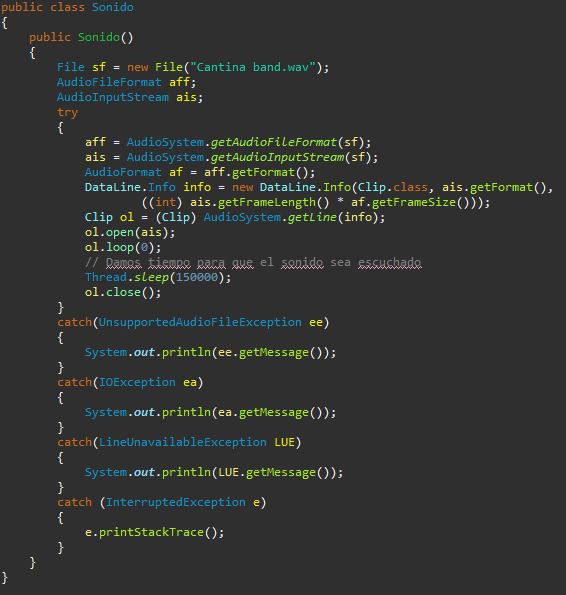 public class Sonido
{
    public Sonido()
    {
        File sf = new File("Cantina band.wav");
        AudioFileFormat aff;
        AudioInputStream ais;
        try
        {
            aff = AudioSystem.getAudioFileFormat(sf);
            ais = AudioSystem.getAudioInputStream(sf);
            AudioFormat af = aff.getFormat();
            DataLine.Info info = new DataLine.Info(Clip.class, ais.getFormat(),
                    ((int) ais.getFrameLength() * af.getFrameSize()));
            Clip ol = (Clip) AudioSystem.getLine(info);
            ol.open(ais);
            ol.loop(0);
            // Damos tiempo para que el sonido sea escuchado
            Thread.sleep(150000);
            ol.close();
        }
        catch(UnsupportedAudioFileException ee)
        {
            System.out.println(ee.getMessage());
        }
        catch(IOException ea)
        {
            System.out.println(ea.getMessage());
        }
        catch(LineUnavailableException LUE)
        {
            System.out.println(LUE.getMessage());
        }
        catch (InterruptedException e)
        {
            e.printStackTrace();
        }
    }
}